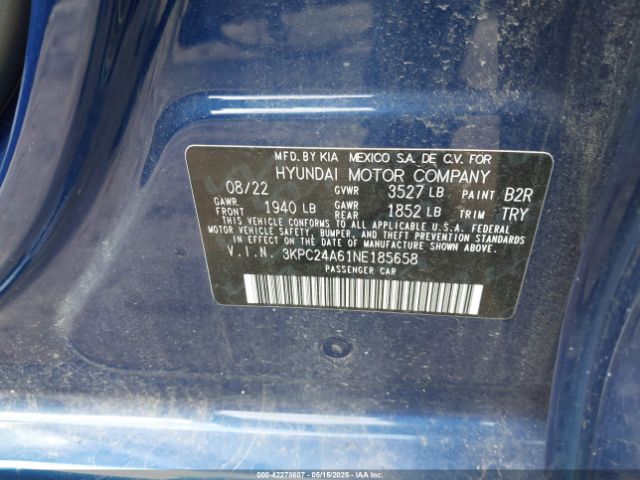 MFD. BY KIA MEXICO S.A. DE C.V. FOR
HYUNDAI MOTOR COMPANY
08/22 GVWR 3527 LB PAINT B2R
GAWR FRONT 1940 LB GAWR REAR 1852 LB TRIM TRY
THIS VEHICLE CONFORMS TO ALL APPLICABLE U.S.A. FEDERAL
MOTOR VEHICLE SAFETY, BUMPER, AND THEFT PREVENTION STANDARDS
IN EFFECT ON THE DATE OF MANUFACTURE SHOWN ABOVE.
V.I.N. 3KPC24A61NE185658
PASSENGER CAR
000-42278607 - 05/15/2025 - IAAI.COM